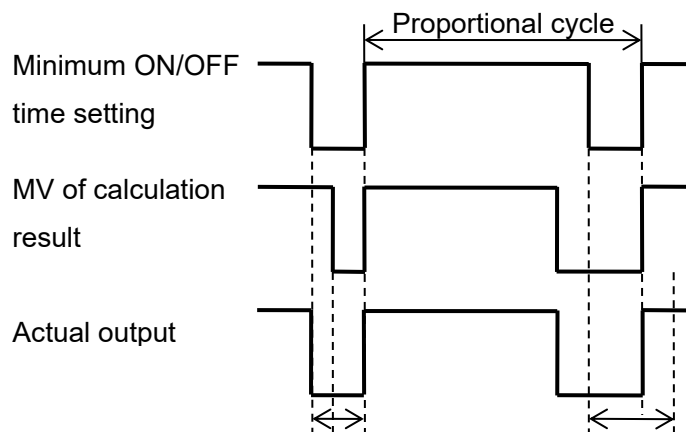 Proportional cycle
Minimum ON/OFF
time setting
MV of calculation
result
Actual output